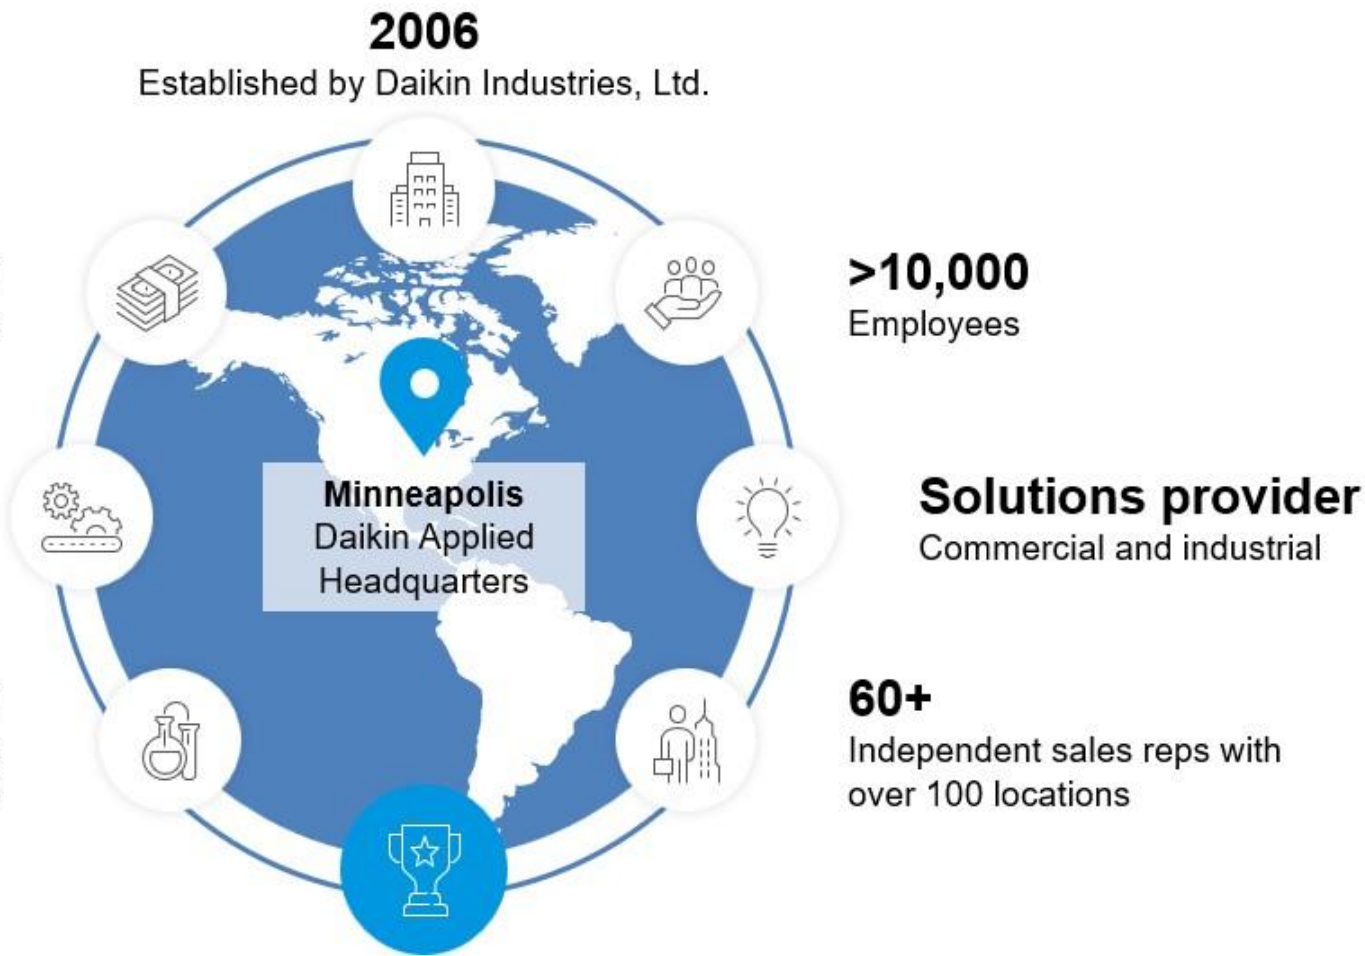 2006
Established by Daikin Industries, Ltd.
>10,000
Employees
Minneapolis
Daikin Applied
Headquarters
Solutions provider
Commercial and industrial
60+
Independent sales reps with
over 100 locations